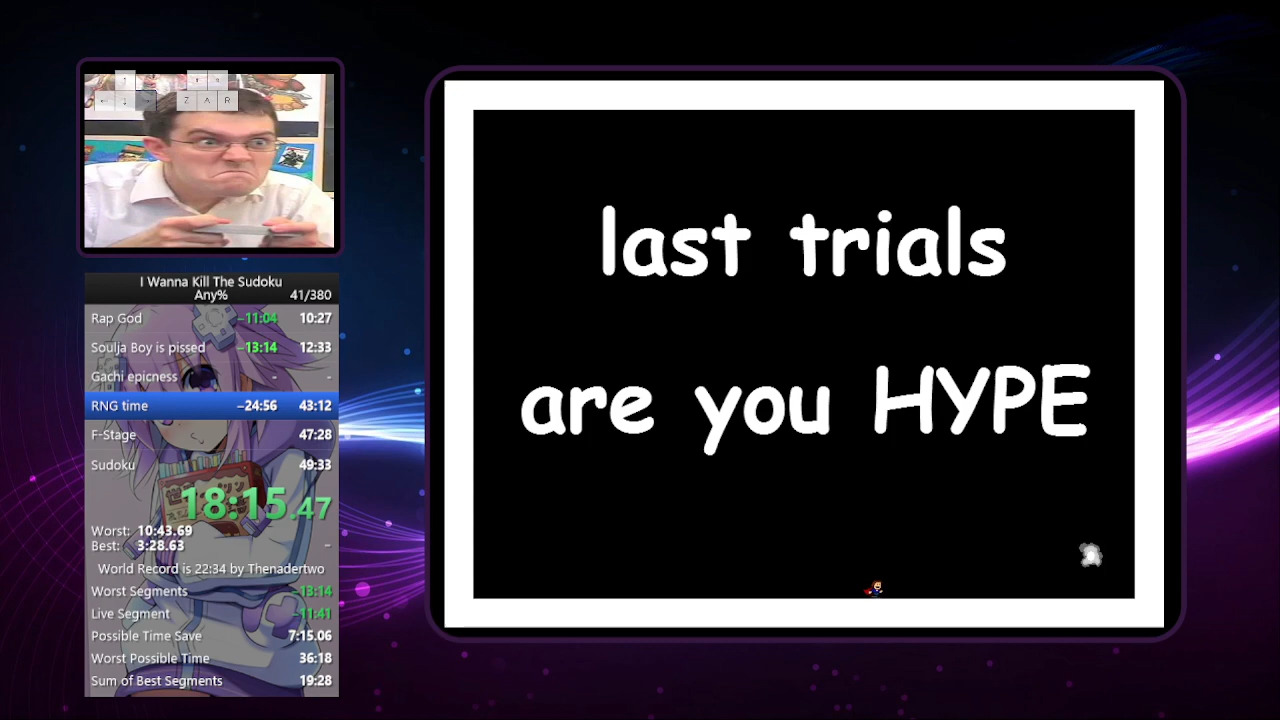 ↑
← ↓ →
Z A R
I Wanna Kill The Sudoku
Any% 41/380
Rap God -11:04 10:27
Soulja Boy is pissed -13:14 12:33
Gachi epicness - -
RNG time -24:56 43:12
F-Stage 47:28
Sudoku 49:33
18:15.47
Worst: 10:43.69
Best: 3:28.63 -
World Record is 22:34 by Thenadertwo
Worst Segments -13:14
Live Segment -11:41
Possible Time Save 7:15.06
Worst Possible Time 36:18
Sum of Best Segments 19:28
last trials
are you HYPE